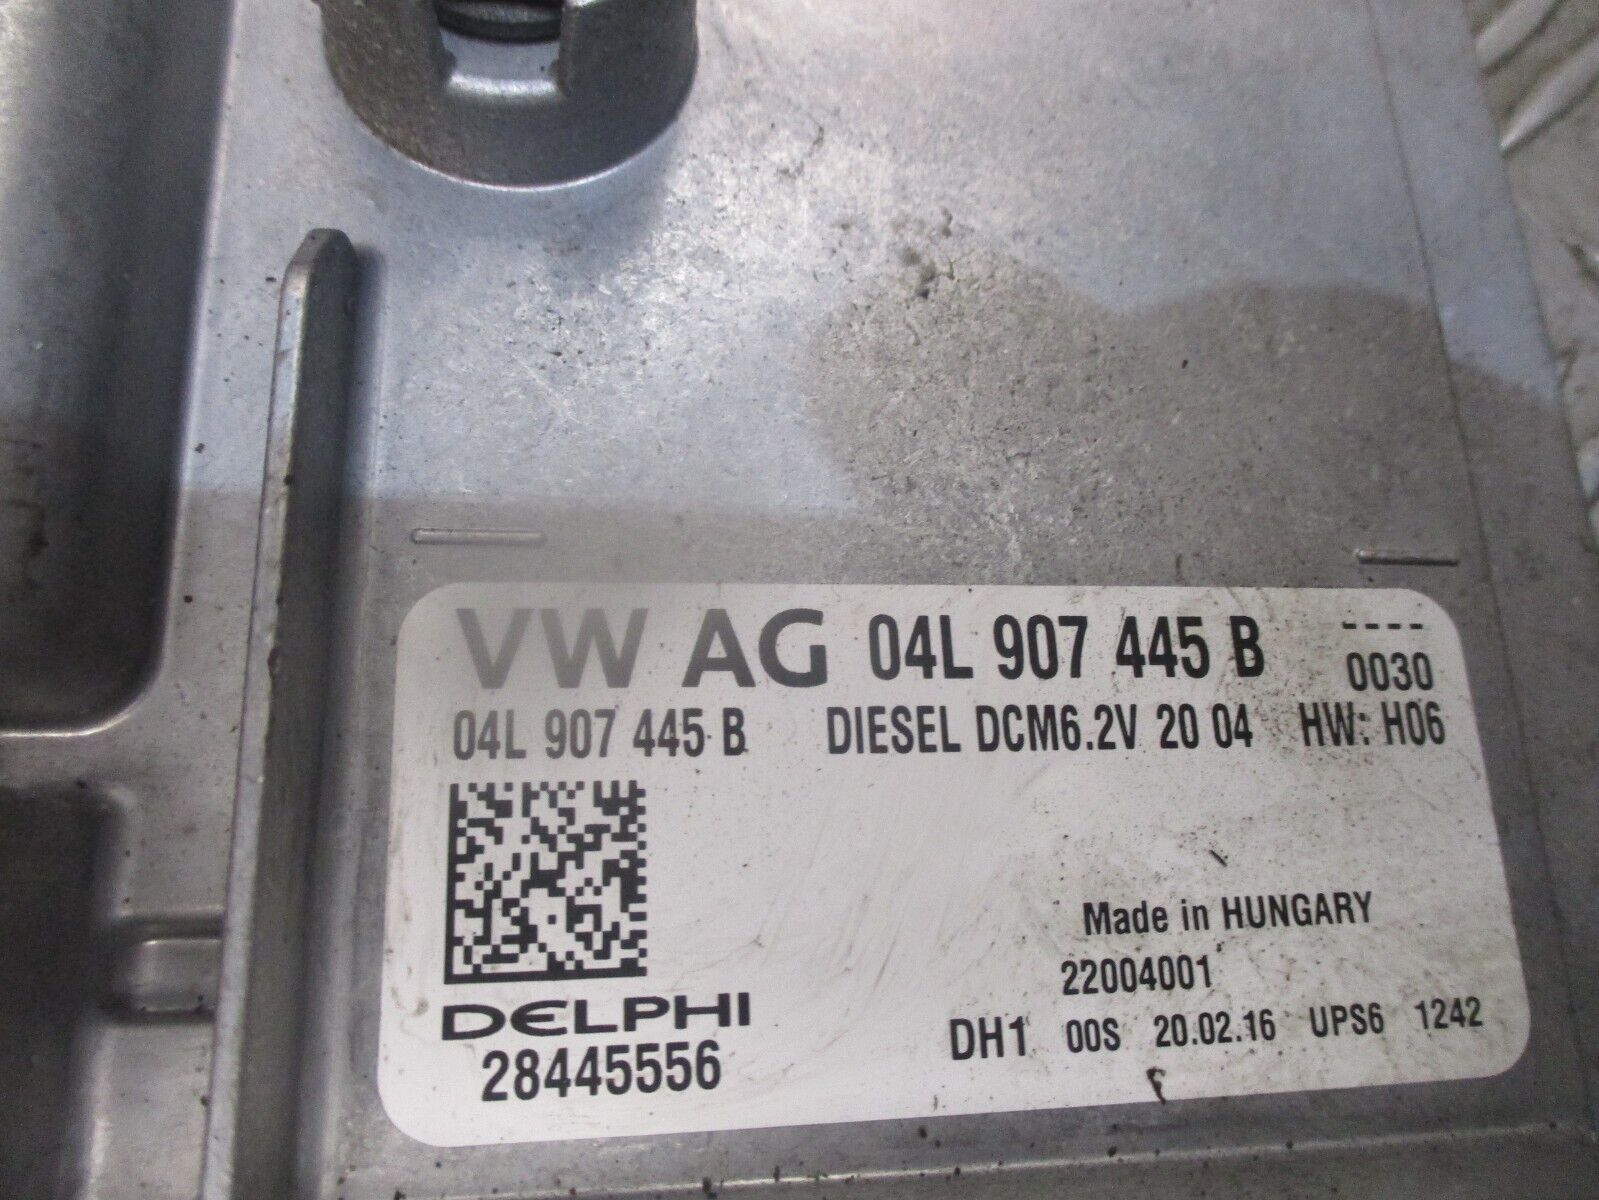 VW AG 04L 907 445 B ----
0030
04L 907 445 B DIESEL DCM6.2V 20 04 HW: H06
Made in HUNGARY
22004001
DELPHI
28445556
DH1 00S 20.02.16 UPS6 1242